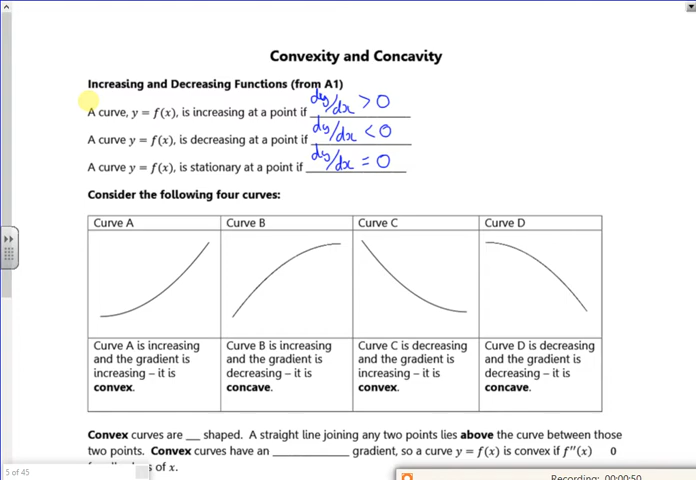 Convexity and Concavity
Increasing and Decreasing Functions (from A1)
A curve, y = f(x), is increasing at a point if dy/dx > 0
A curve y = f(x), is decreasing at a point if dy/dx < 0
A curve y = f(x), is stationary at a point if dy/dx = 0
Consider the following four curves:
Curve A Curve B Curve C Curve D
Curve A is increasing
and the gradient is
increasing – it is
convex.
Curve B is increasing
and the gradient is
decreasing – it is
concave.
Curve C is decreasing
and the gradient is
increasing – it is
convex.
Curve D is decreasing
and the gradient is
decreasing – it is
concave.
Convex curves are __ shaped. A straight line joining any two points lies above the curve between those
two points. Convex curves have an __________ gradient, so a curve y = f(x) is convex if f''(x) 0
of x.
5 of 45
Recording: 00:00:50